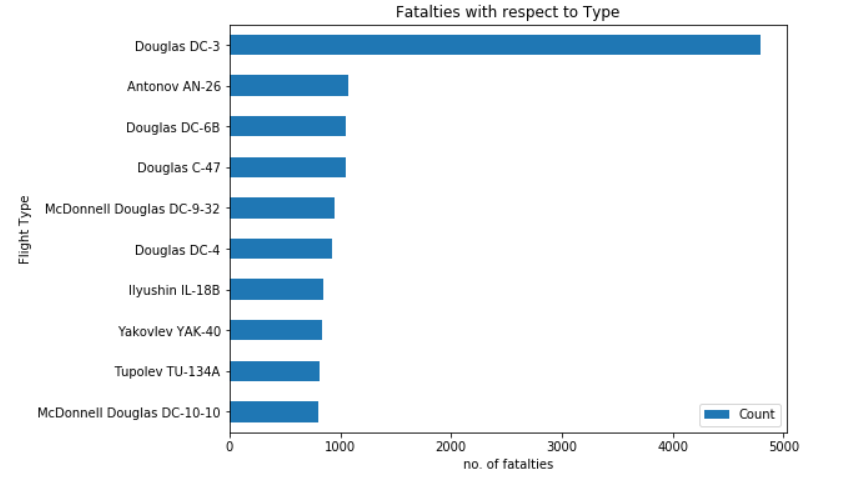 Fatalties with respect to Type
Flight Type
Douglas DC-3
Antonov AN-26
Douglas DC-6B
Douglas C-47
McDonnell Douglas DC-9-32
Douglas DC-4
Ilyushin IL-18B
Yakovlev YAK-40
Tupolev TU-134A
McDonnell Douglas DC-10-10
Count
0 1000 2000 3000 4000 5000
no. of fatalties